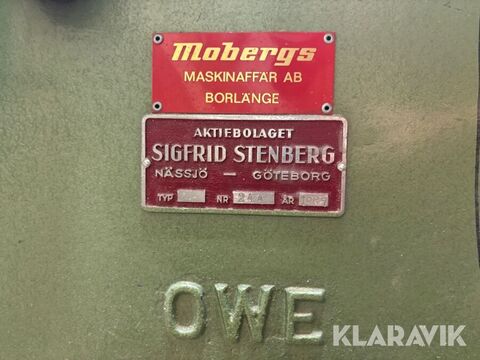 Mobergs
MASKINAFFÄR AB
BORLÄNGE
AKTIEBOLAGET
SIGFRID STENBERG
NÄSSJÖ — GÖTEBORG
TYP NR ÅR
OWE
KLARAVIK